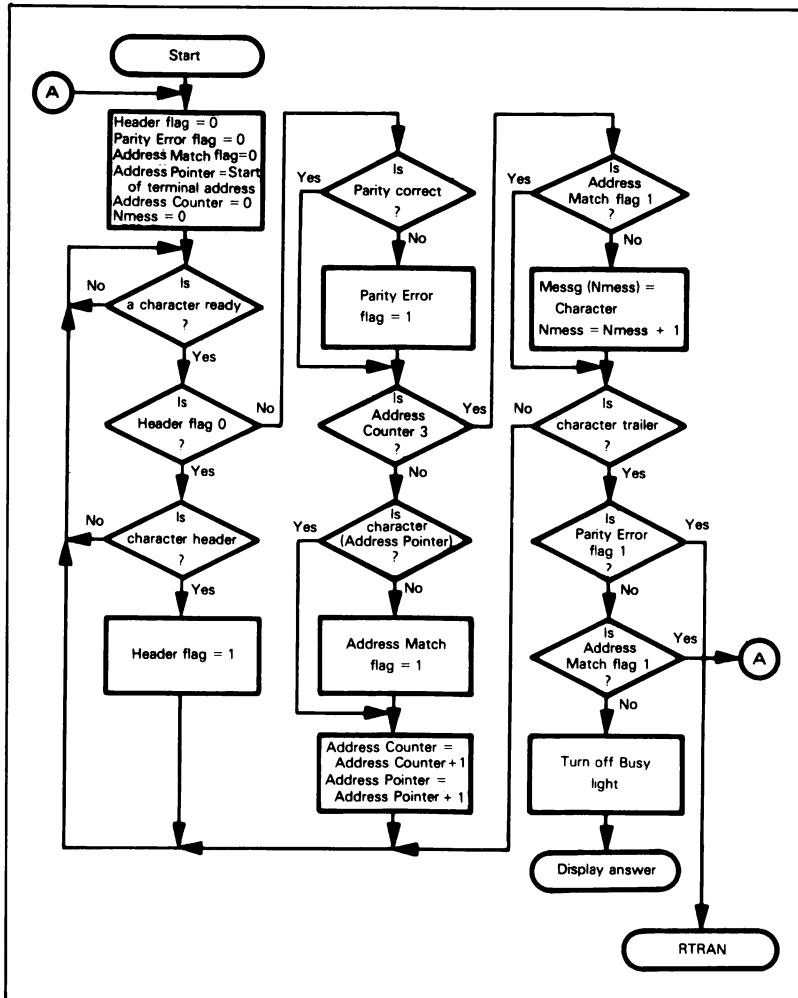 Start
A
Header flag = 0
Parity Error flag = 0
Address Match flag=0
Address Pointer = Start
of terminal address
Address Counter = 0
Nmess = 0
Is
a character ready
?
No
Yes
Is
Header flag 0
?
No
Yes
Is
character header
?
No
Yes
Header flag = 1
Is
Parity correct
?
Yes
No
Parity Error
flag = 1
Is
Address
Counter 3
?
Yes
No
Is
character
(Address Pointer)
?
Yes
No
Address Match
flag = 1
Address Counter =
Address Counter+1
Address Pointer =
Address Pointer + 1
Is
Address
Match flag 1
?
Yes
No
Messg (Nmess) =
Character
Nmess = Nmess + 1
Is
character trailer
?
No
Yes
Is
Parity Error
flag 1
?
Yes
No
Is
Address
Match flag 1
?
Yes
A
No
Turn off Busy
light
Display answer
RTRAN